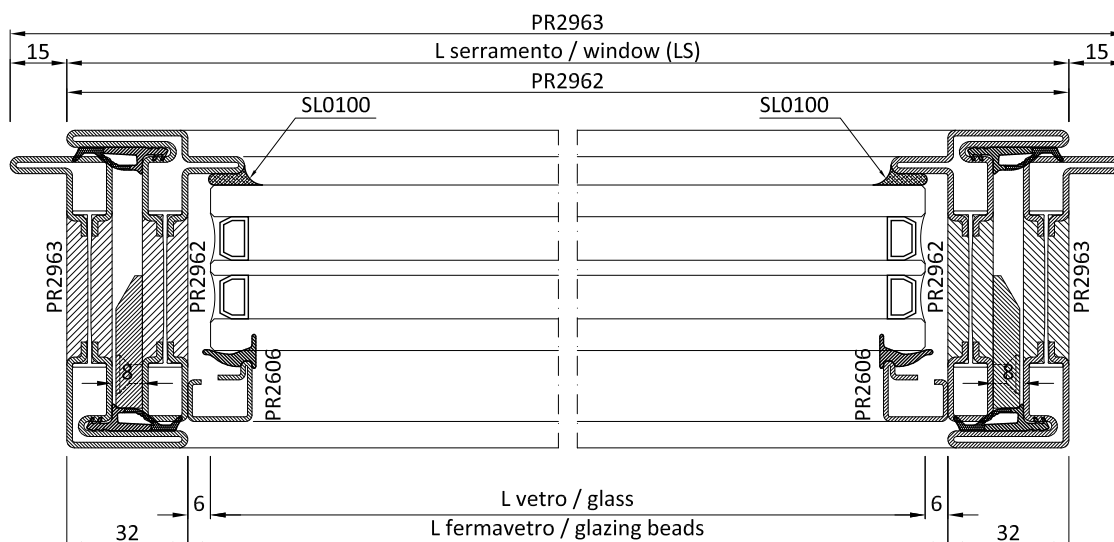 PR2963
15 L serramento / window (LS) 15
PR2962
SL0100 SL0100
PR2963 PR2962 PR2962 PR2963
PR2606 PR2606
8 8
6 L vetro / glass 6
32 L fermavetro / glazing beads 32